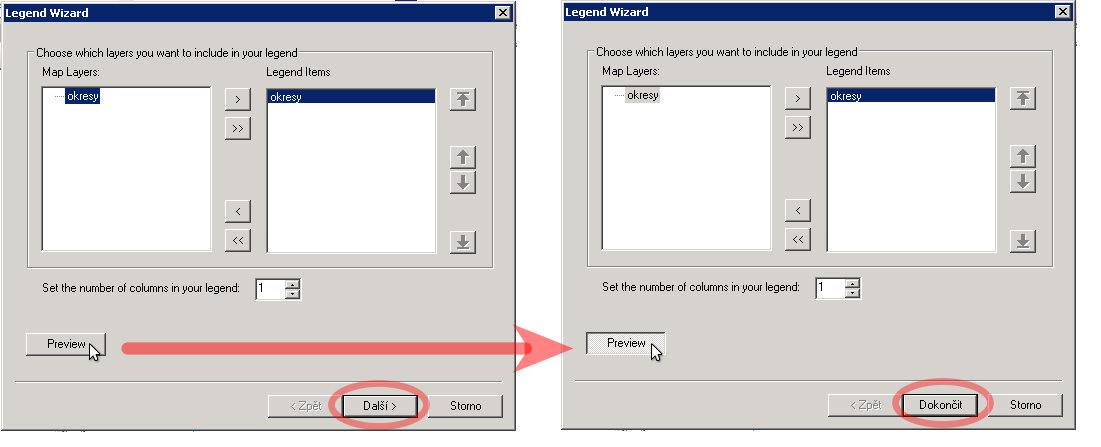 Legend Wizard
Choose which layers you want to include in your legend
Map Layers:
Legend Items
okresy
okresy
>
>>
<
<<
Set the number of columns in your legend:
1
Preview
< Zpět
Další >
Storno
Legend Wizard
Choose which layers you want to include in your legend
Map Layers:
Legend Items
okresy
okresy
>
>>
<
<<
Set the number of columns in your legend:
1
Preview
< Zpět
Dokončit
Storno